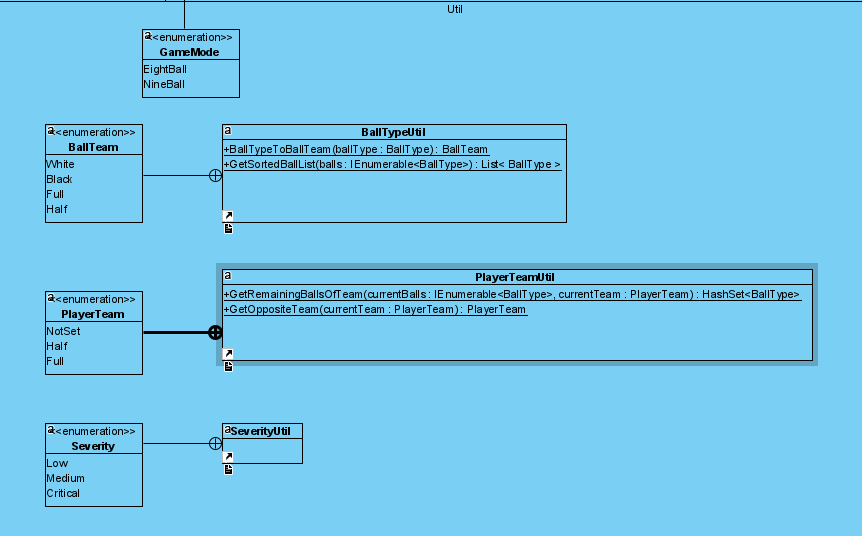 Util
<<enumeration>>
GameMode
EightBall
NineBall
<<enumeration>>
BallTeam
White
Black
Full
Half
BallTypeUtil
+BallTypeToBallTeam(ballType : BallType) : BallTeam
+GetSortedBallList(balls : IEnumerable<BallType>) : List< BallType >
<<enumeration>>
PlayerTeam
NotSet
Half
Full
PlayerTeamUtil
+GetRemainingBallsOfTeam(currentBalls : IEnumerable<BallType>, currentTeam : PlayerTeam) : HashSet<BallType>
+GetOppositeTeam(currentTeam : PlayerTeam) : PlayerTeam
<<enumeration>>
Severity
Low
Medium
Critical
SeverityUtil